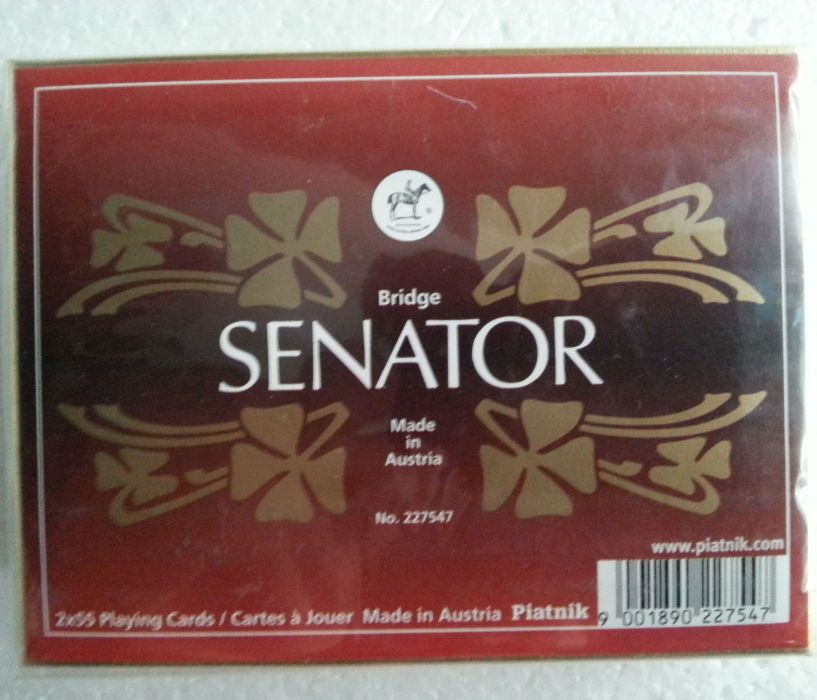 ®
Bridge
SENATOR
Made
in
Austria
No. 227547
www.piatnik.com
2x55 Playing Cards / Cartes à Jouer Made in Austria Piatnik
9 001890 227547